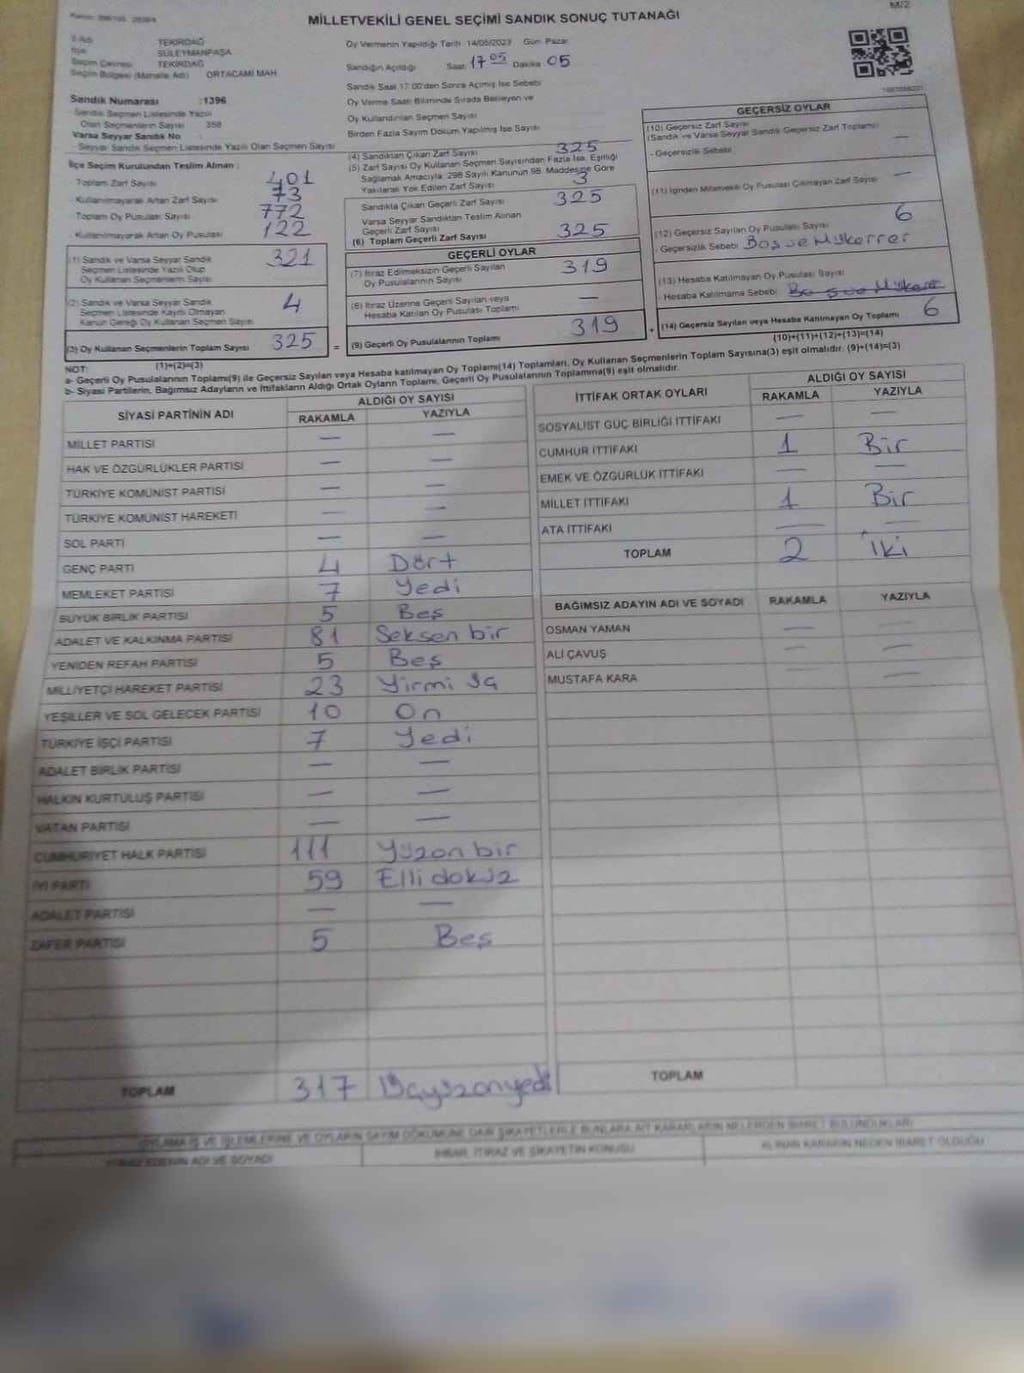 M/2
MİLLETVEKİLİ GENEL SEÇİMİ SANDIK SONUÇ TUTANAĞI
TEKİRDAĞ
SÜLEYMANPAŞA
Seçim Çevresi TEKİRDAĞ
Seçim Bölgesi (Mahalle Adı) ORTACAMİ MAH
Oy Vermenin Yapıldığı Tarih 14/05/2023 Gün Pazar
Sandığın Açıldığı Saat 17 05 Dakika 05
Sandık Saat 17:00'den Sonra Açılmış İse Sebebi
Oy Verme Saati Bitiminde Sırada Bekleyen ve
Oy Kullandırılan Seçmen Sayısı
Birden Fazla Sayım Döküm Yapılmış İse Sayısı
Sandık Numarası :1396
Sandık Seçmen Listesinde Yazılı
Olan Seçmenlerin Sayısı 358
Varsa Seyyar Sandık No
Seyyar Sandık Seçmen Listesinde Yazılı Olan Seçmen Sayısı
İlçe Seçim Kurulundan Teslim Alınan :
Toplam Zarf Sayısı 401
Kullanılmayarak Artan Zarf Sayısı 73
Toplam Oy Pusulası Sayısı 772
Kullanılmayarak Artan Oy Pusulası 122
(1) Sandık ve Varsa Seyyar Sandık
Seçmen Listesinde Yazılı Olup
Oy Kullanan Seçmenlerin Sayısı 321
(2) Sandık ve Varsa Seyyar Sandık
Seçmen Listesinde Kaydı Olmayan
Kanun Gereği Oy Kullanan Seçmen Sayısı 4
(3) Oy Kullanan Seçmenlerin Toplam Sayısı 325
(1)+(2)=(3)
(4) Sandıktan Çıkan Zarf Sayısı 325
(5) Zarf Sayısı Oy Kullanan Seçmen Sayısından Fazla İse, Eşitliği
Sağlamak Amacıyla, 298 Sayılı Kanunun 98. Maddesine Göre
Yakılarak Yok Edilen Zarf Sayısı 3
Sandıkta Çıkan Geçerli Zarf Sayısı 325
Varsa Seyyar Sandıktan Teslim Alınan
Geçerli Zarf Sayısı
(6) Toplam Geçerli Zarf Sayısı 325
GEÇERLİ OYLAR
(7) İtiraz Edilmeksizin Geçerli Sayılan
Oy Pusulalarının Sayısı 319
(8) İtiraz Üzerine Geçerli Sayılan veya
Hesaba Katılan Oy Pusulası Toplamı —
= (9) Geçerli Oy Pusulalarının Toplamı 319
GEÇERSİZ OYLAR
(10) Geçersiz Zarf Sayısı
(Sandık ve Varsa Seyyar Sandık Geçersiz Zarf Toplamı) —
- Geçersizlik Sebebi
(11) İçinden Milletvekili Oy Pusulası Çıkmayan Zarf Sayısı —
(12) Geçersiz Sayılan Oy Pusulası Sayısı 6
- Geçersizlik Sebebi Boş ve Mükerrer
(13) Hesaba Katılmayan Oy Pusulası Sayısı
- Hesaba Katılmama Sebebi
+ (14) Geçersiz Sayılan veya Hesaba Katılmayan Oy Toplamı 6
(10)+(11)+(12)+(13)=(14)
NOT:
a- Geçerli Oy Pusulalarının Toplamı(9) ile Geçersiz Sayılan veya Hesaba katılmayan Oy Toplam(14) Toplamları, Oy Kullanan Seçmenlerin Toplam Sayısına(3) eşit olmalıdır. (9)+(14)=(3)
b- Siyasi Partilerin, Bağımsız Adayların ve İttifakların Aldığı Ortak Oyların Toplamı, Geçerli Oy Pusulalarının Toplamına(9) eşit olmalıdır.
SİYASİ PARTİNİN ADI ALDIĞI OY SAYISI
RAKAMLA YAZIYLA
MİLLET PARTİSİ — —
HAK VE ÖZGÜRLÜKLER PARTİSİ — —
TÜRKİYE KOMÜNİST PARTİSİ — —
TÜRKİYE KOMÜNİST HAREKETİ — —
SOL PARTİ — —
GENÇ PARTİ 4 Dört
MEMLEKET PARTİSİ 7 Yedi
BÜYÜK BİRLİK PARTİSİ 5 Beş
ADALET VE KALKINMA PARTİSİ 81 Seksen bir
YENİDEN REFAH PARTİSİ 5 Beş
MİLLİYETÇİ HAREKET PARTİSİ 23 Yirmi üç
YEŞİLLER VE SOL GELECEK PARTİSİ 10 On
TÜRKİYE İŞÇİ PARTİSİ 7 Yedi
ADALET BİRLİK PARTİSİ — —
HALKIN KURTULUŞ PARTİSİ — —
VATAN PARTİSİ — —
CUMHURİYET HALK PARTİSİ 111 Yüzon bir
İYİ PARTİ 59 Elli dokuz
ADALET PARTİSİ — —
ZAFER PARTİSİ 5 Beş
TOPLAM 317 Üçyüzonyedi
İTTİFAK ORTAK OYLARI ALDIĞI OY SAYISI
RAKAMLA YAZIYLA
SOSYALİST GÜÇ BİRLİĞİ İTTİFAKI — —
CUMHUR İTTİFAKI 1 Bir
EMEK VE ÖZGÜRLÜK İTTİFAKI — —
MİLLET İTTİFAKI 1 Bir
ATA İTTİFAKI — —
TOPLAM 2 İki
BAĞIMSIZ ADAYIN ADI VE SOYADI RAKAMLA YAZIYLA
OSMAN YAMAN — —
ALİ ÇAVUŞ — —
MUSTAFA KARA —
TOPLAM
OYLAMA İŞ VE İŞLEMLERİNE VE OYLARIN SAYIM DÖKÜMÜNE DAİR ŞİKAYETLERLE BUNLARA AİT KARARLARIN NELERDEN İBARET BULUNDUKLARI
İTİRAZ EDENİN ADI VE SOYADI
İHBAR, İTİRAZ VE ŞİKAYETİN KONUSU
ALINAN KARARIN NEDEN İBARET OLDUĞU